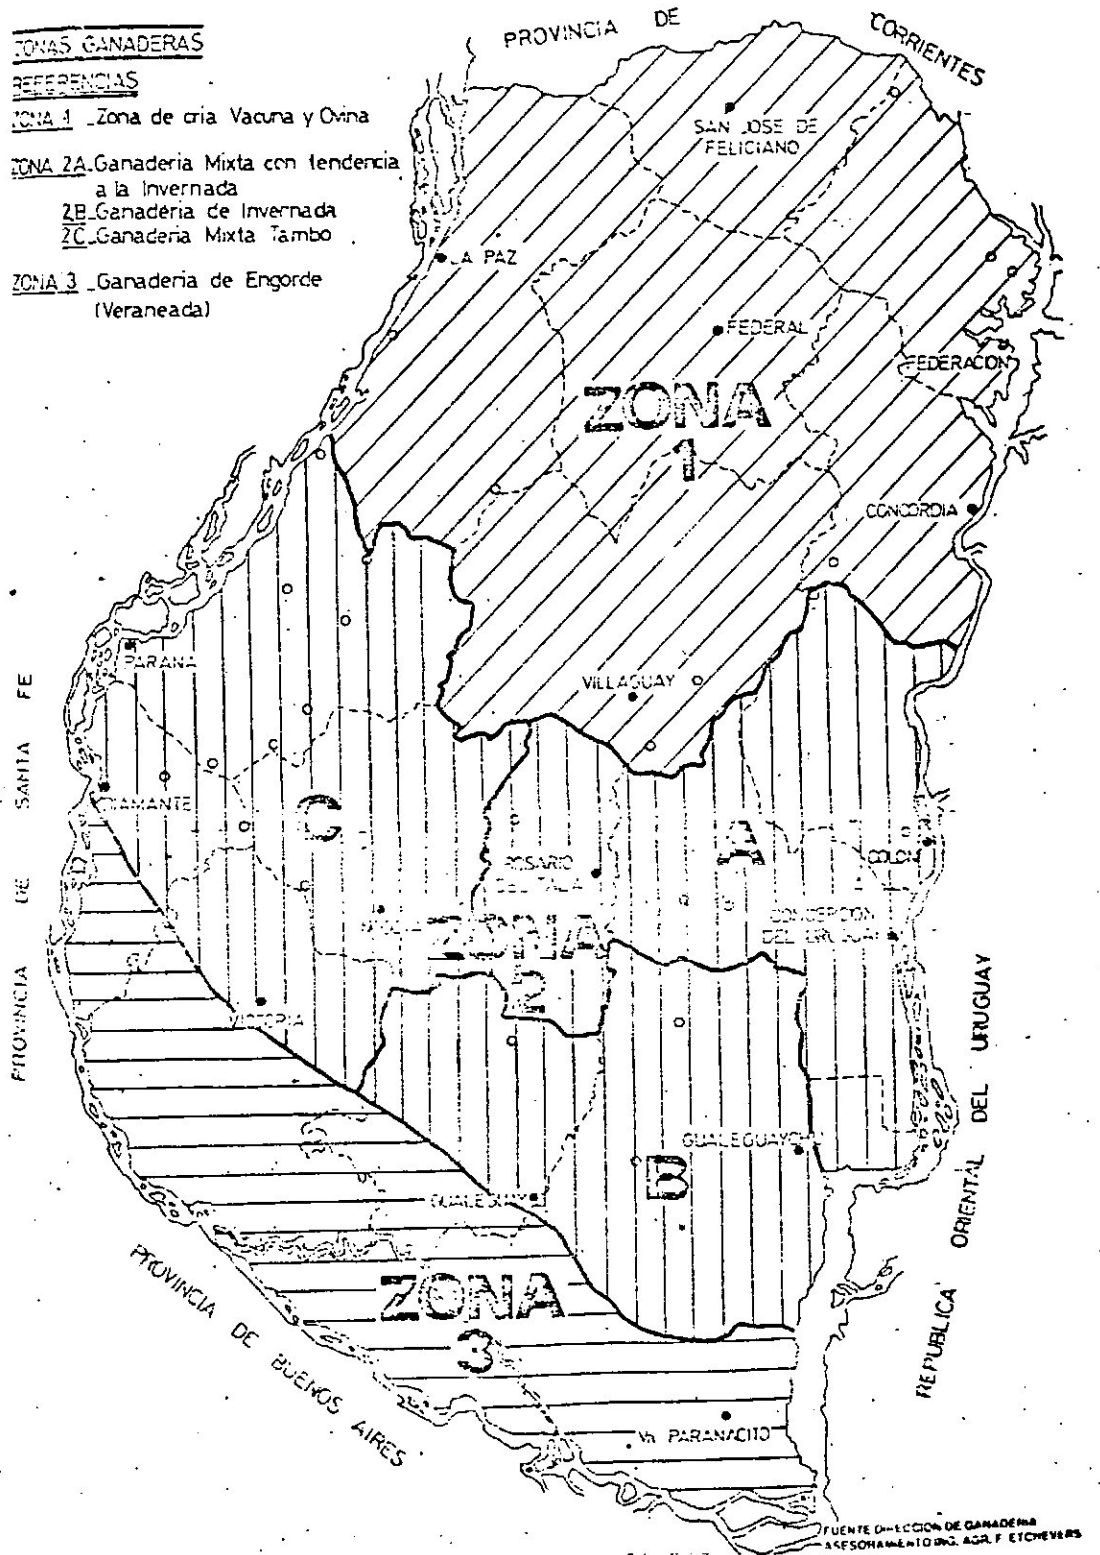 ZONAS GANADERAS
REFERENCIAS
ZONA 1 _ Zona de cria Vacuna y Ovina
ZONA 2A_Ganaderia Mixta con tendencia
a la Invernada
2B_Ganaderia de Invernada
2C_Ganaderia Mixta Tambo
ZONA 3 _ Ganaderia de Engorde
(Veraneada)
PROVINCIA DE CORRIENTES
SAN JOSE DE
FELICIANO
LA PAZ
FEDERAL
FEDERACON
ZONA
1
CONCORDIA
PARANA
VILLAGUAY
PROVINCIA DE SANTA FE
DIAMANTE
C
A
ROSARIO
DEL TALA
COLON
CONCEPCION
DEL URUGUAY
ZONA
2
VICTORIA
GUALEGUAYCHU
B
GUALEGUAY
ZONA
3
PROVINCIA DE BUENOS AIRES
REPUBLICA ORIENTAL DEL URUGUAY
Va PARANACITO
FUENTE DIRECCION DE GANADERIA
ASESORAMIENTO ING. AGR. F. ETCHEVERS